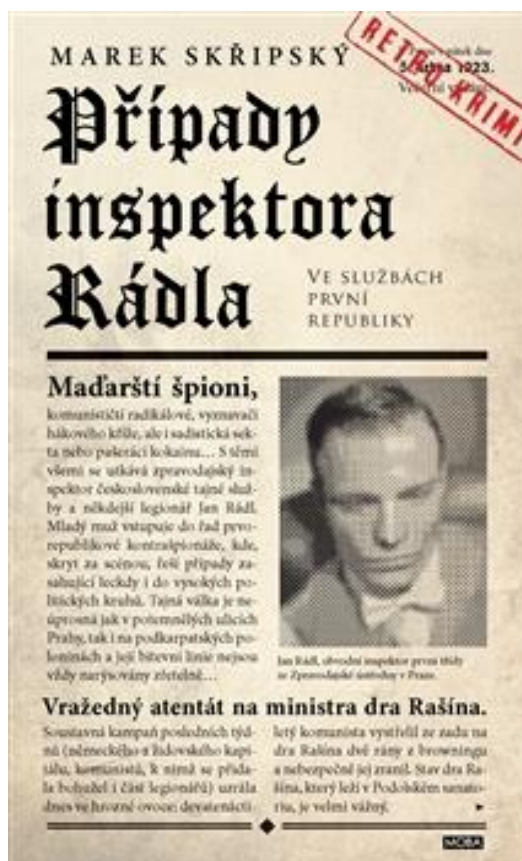 MAREK SKŘIPSKÝ
RETRO KRIMI
1923.
Případy
inspektora
Rádla
VE SLUŽBÁCH
PRVNÍ
REPUBLIKY
Maďarští špioni,
komunističtí radikálové, vyznavači
hákového kříže, ale i sadistická sek-
ta nebo pašeráci kokainu... S těmi
všemi se utkává zpravodajský in-
spektor československé tajné služ-
by a někdejší legionář Jan Rádl.
Mladý muž vstupuje do řad prvo-
republikové kontrašpionáže, kde,
skryt za scénou, řeší případy za-
sahující leckdy i do vysokých po-
litických kruhů. Tajná válka je ne-
úprosná jak v potemnělých ulicích
Prahy, tak i na podkarpatských po-
loninách a její bitevní linie nejsou
vždy narýsovány zřetelně...
Jan Rádl, obvodní inspektor první třídy
ze Zpravodajské ústředny v Praze.
Vražedný atentát na ministra dra Rašína.
Soustavná kampaň posledních týd-
nů (německého a židovského kapi-
tálu, komunistů, k nimž se přida-
la bohužel i část legionářů) uzrála
dnes ve hrozné ovoce: devatenácti-
letý komunista vystřelil ze zadu na
dra Rašína dvě rány z browningu
a nebezpečně jej zranil. Stav dra Ra-
šína, který leží v Podolském sanato-
riu, je velmi vážný.
MOBA